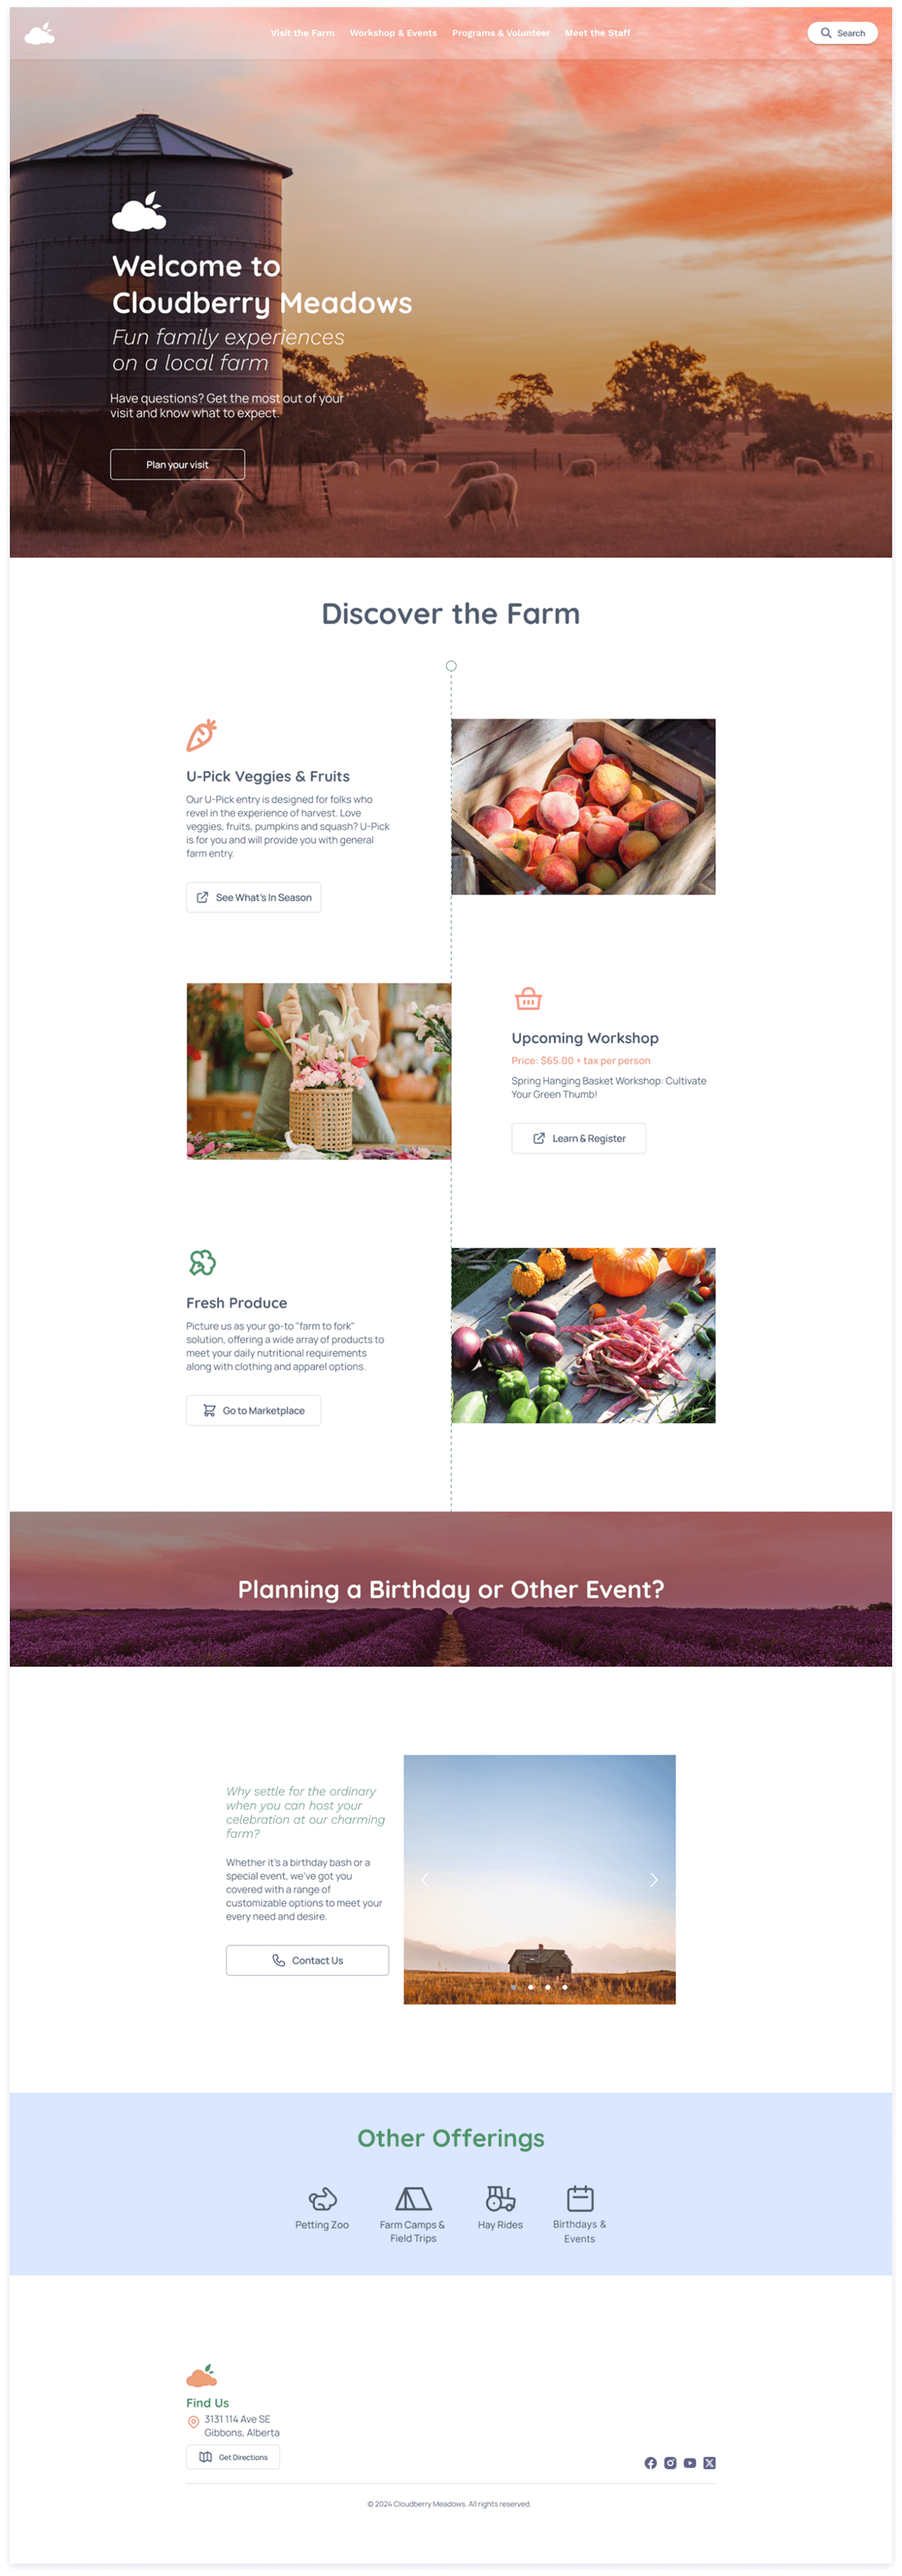 Visit the Farm
Workshop & Events
Programs & Volunteer
Meet the Staff
Search
Welcome to
Cloudberry Meadows
Fun family experiences
on a local farm
Have questions? Get the most out of your
visit and know what to expect.
Plan your visit
Discover the Farm
U-Pick Veggies & Fruits
Our U-Pick entry is designed for folks who
revel in the experience of harvest. Love
veggies, fruits, pumpkins and squash? U-Pick
is for you and will provide you with general
farm entry.
See What's In Season
Upcoming Workshop
Price: $65.00 + tax per person
Spring Hanging Basket Workshop: Cultivate
Your Green Thumb!
Learn & Register
Fresh Produce
Picture us as your go-to "farm to fork"
solution, offering a wide array of products to
meet your daily nutritional requirements
along with clothing and apparel options.
Go to Marketplace
Planning a Birthday or Other Event?
Why settle for the ordinary
when you can host your
celebration at our charming
farm?
Whether it's a birthday bash or a
special event, we've got you
covered with a range of
customizable options to meet your
every need and desire.
Contact Us
Other Offerings
Petting Zoo
Farm Camps &
Field Trips
Hay Rides
Birthdays &
Events
Find Us
3131 114 Ave SE
Gibbons, Alberta
Get Directions
© 2024 Cloudberry Meadows. All rights reserved.